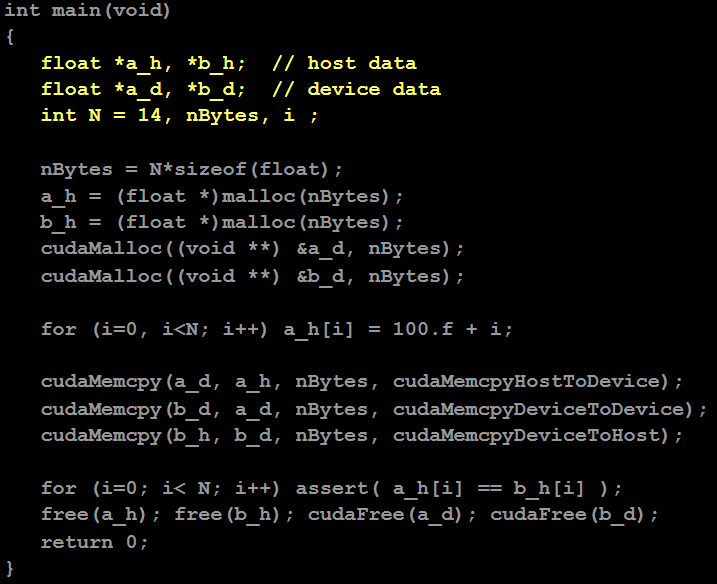 int main(void)
{
float *a_h, *b_h; // host data
float *a_d, *b_d; // device data
int N = 14, nBytes, i ;
nBytes = N*sizeof(float);
a_h = (float *)malloc(nBytes);
b_h = (float *)malloc(nBytes);
cudaMalloc((void **) &a_d, nBytes);
cudaMalloc((void **) &b_d, nBytes);
for (i=0, i<N; i++) a_h[i] = 100.f + i;
cudaMemcpy(a_d, a_h, nBytes, cudaMemcpyHostToDevice);
cudaMemcpy(b_d, a_d, nBytes, cudaMemcpyDeviceToDevice);
cudaMemcpy(b_h, b_d, nBytes, cudaMemcpyDeviceToHost);
for (i=0; i< N; i++) assert( a_h[i] == b_h[i] );
free(a_h); free(b_h); cudaFree(a_d); cudaFree(b_d);
return 0;
}